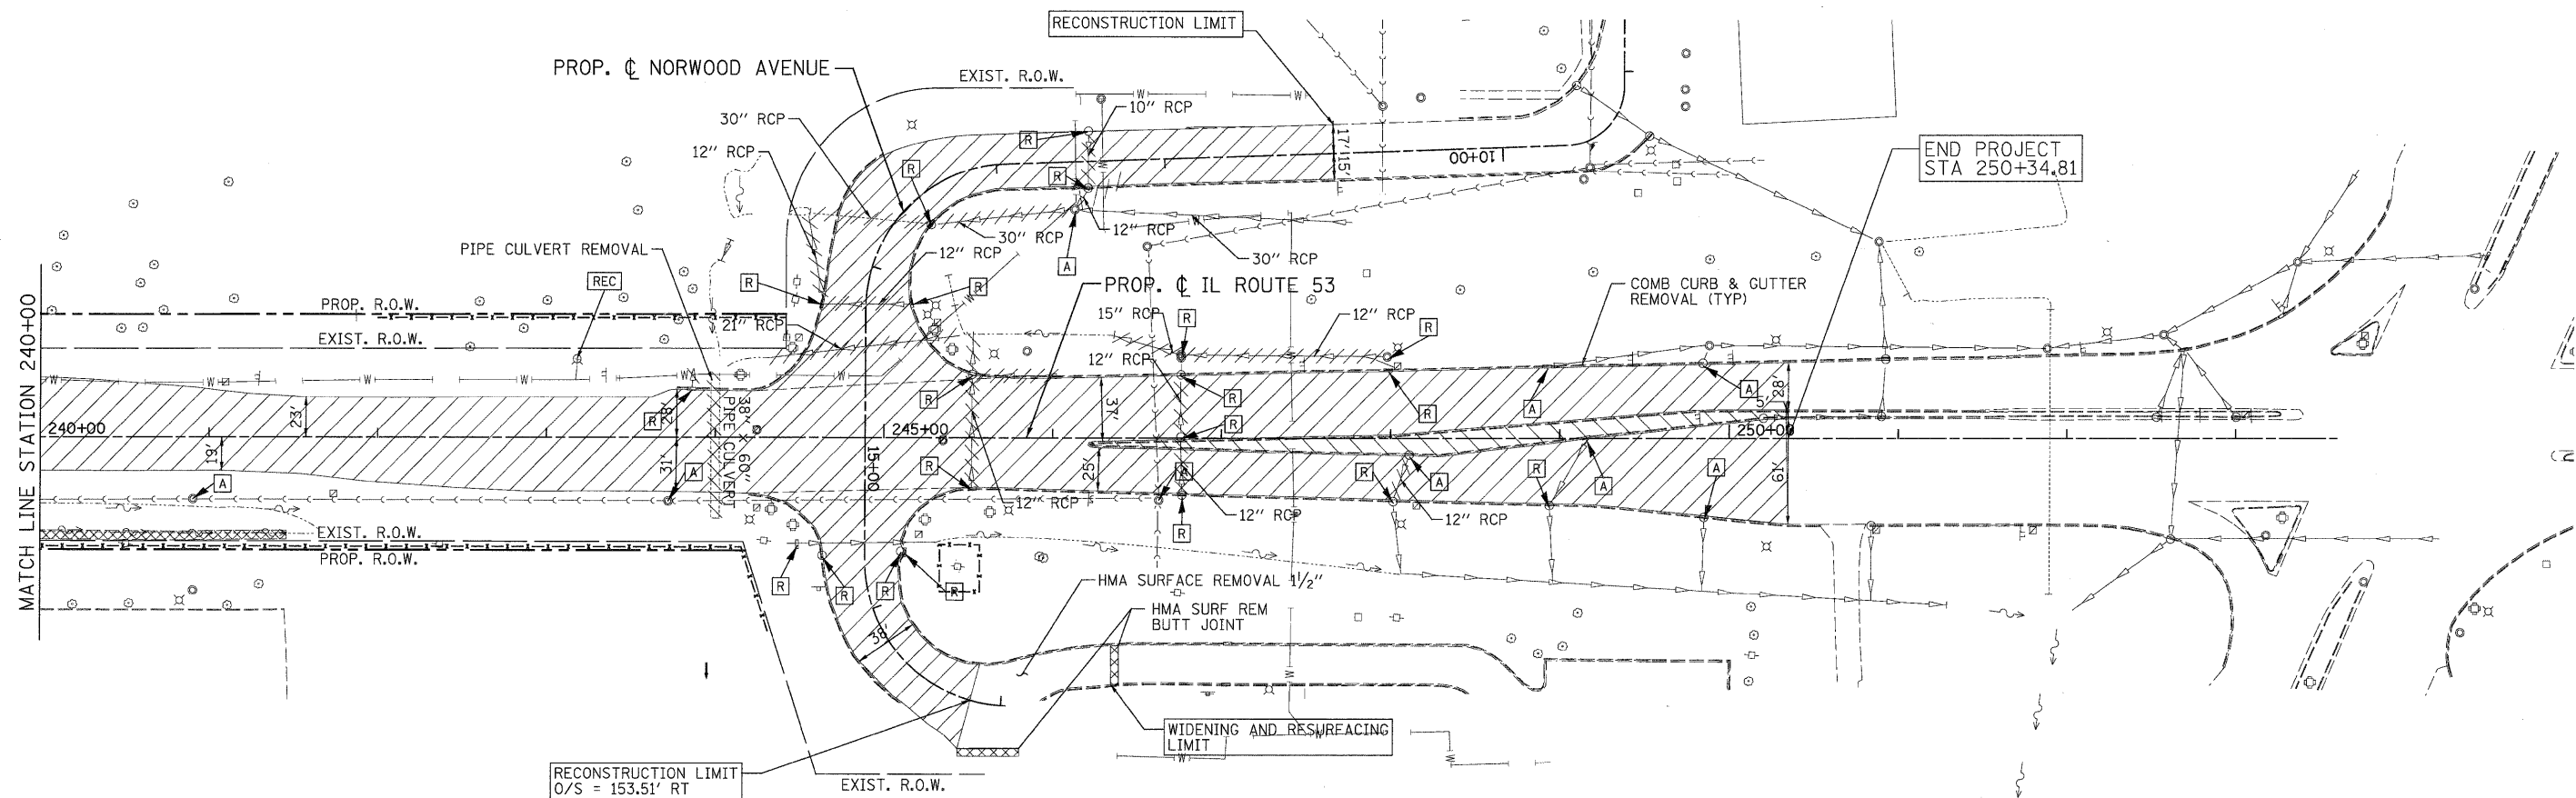 RECONSTRUCTION LIMIT
PROP. ℄ NORWOOD AVENUE
EXIST. R.O.W.
W
W
10" RCP
30" RCP
12" RCP
R
R
R
17'
15'
10+00
END PROJECT
STA 250+34.81
30" RCP
12" RCP
W
30" RCP
A
12" RCP
PIPE CULVERT REMOVAL
REC
R
R
W
PROP. ℄ IL ROUTE 53
COMB CURB & GUTTER
REMOVAL (TYP)
PROP. R.O.W.
EXIST. R.O.W.
21" RCP
15" RCP
R
12" RCP
R
12" RCP
MATCH LINE STATION 240+00
W
W
W
W
W
W
23'
19'
240+00
R
28'
31'
38" X 60"
PIPE CULVERT
245+00
15+00
R
37'
25'
R
R
R
A
A
5'
28'
250+00
61'
A
A
R
12" RCP
A
R
12" RCP
R
A
12" RCP
R
A
A
EXIST. R.O.W.
PROP. R.O.W.
R
R
R
R
38'
HMA SURFACE REMOVAL 1 1/2"
HMA SURF REM
BUTT JOINT
W
WIDENING AND RESURFACING
LIMIT
W
W
W
RECONSTRUCTION LIMIT
O/S = 153.51' RT
EXIST. R.O.W.